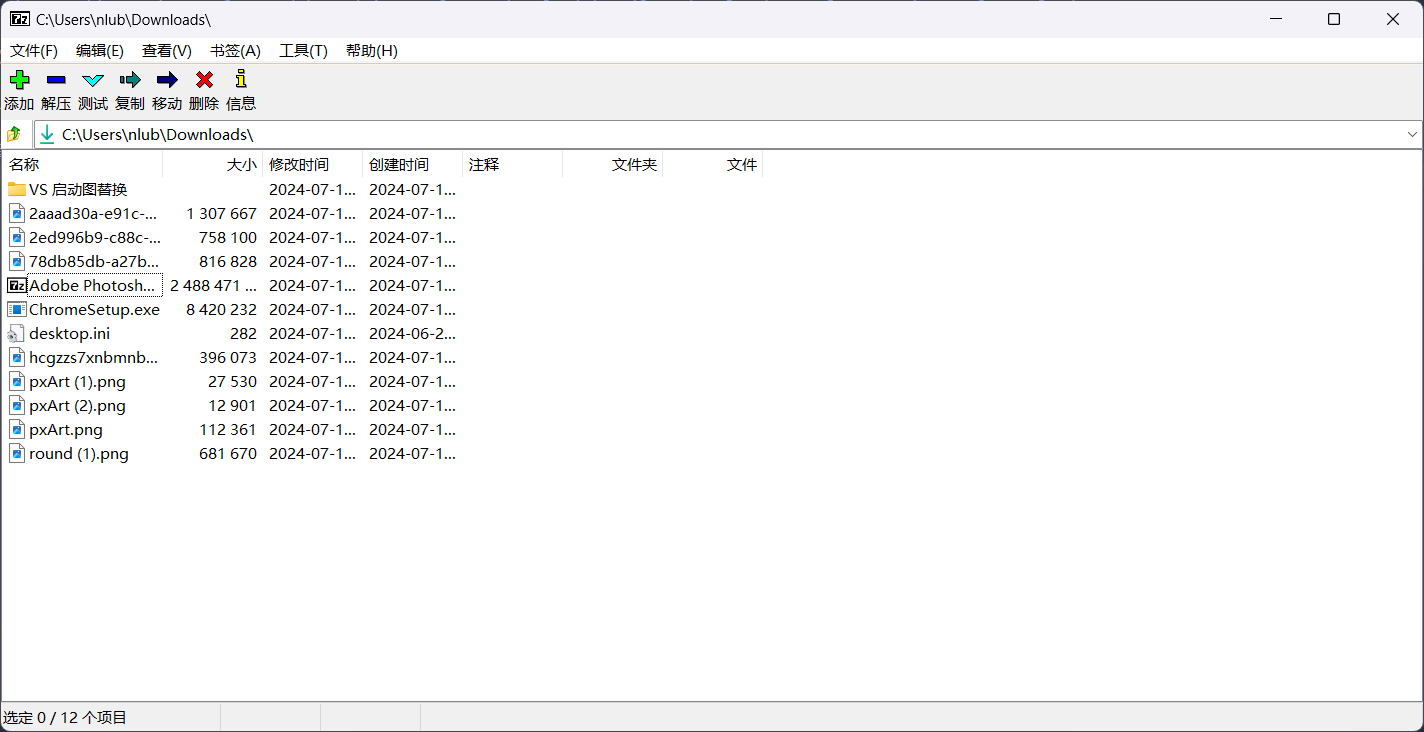 C:\Users\nlub\Downloads\
文件(F) 编辑(E) 查看(V) 书签(A) 工具(T) 帮助(H)
添加 解压 测试 复制 移动 删除 信息
C:\Users\nlub\Downloads\
名称 大小 修改时间 创建时间 注释 文件夹 文件
VS 启动图替换 2024-07-1... 2024-07-1...
2aaad30a-e91c-... 1 307 667 2024-07-1... 2024-07-1...
2ed996b9-c88c-... 758 100 2024-07-1... 2024-07-1...
78db85db-a27b... 816 828 2024-07-1... 2024-07-1...
Adobe Photosh... 2 488 471 ... 2024-07-1... 2024-07-1...
ChromeSetup.exe 8 420 232 2024-07-1... 2024-07-1...
desktop.ini 282 2024-07-1... 2024-06-2...
hcgzzs7xnbmnb... 396 073 2024-07-1... 2024-07-1...
pxArt (1).png 27 530 2024-07-1... 2024-07-1...
pxArt (2).png 12 901 2024-07-1... 2024-07-1...
pxArt.png 112 361 2024-07-1... 2024-07-1...
round (1).png 681 670 2024-07-1... 2024-07-1...
选定 0 / 12 个项目